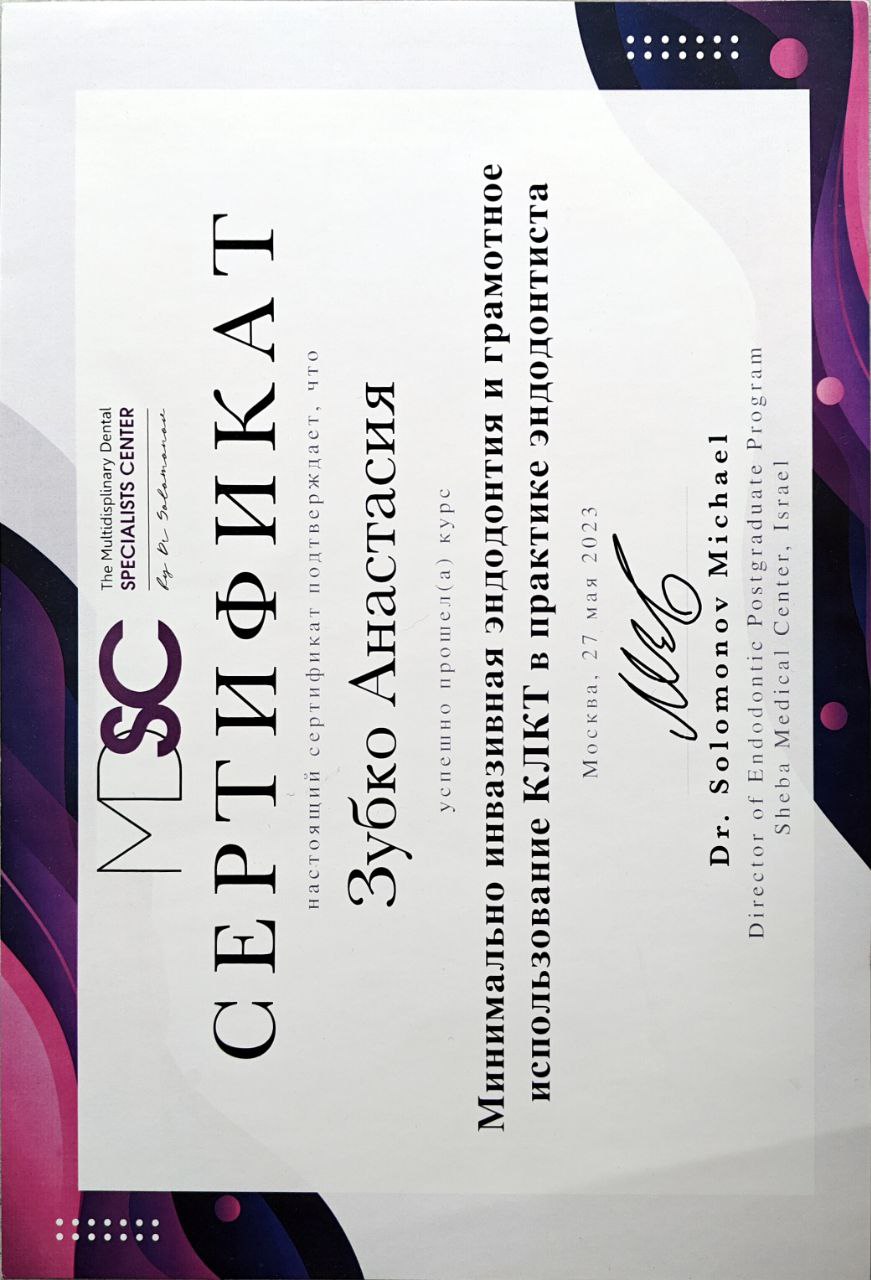 MDSC
The Multidisplinary Dental
SPECIALISTS CENTER
By Dr Solomonov
СЕРТИФИКАТ
настоящий сертификат подтверждает, что
Зубко Анастасия
успешно прошел(а) курс
Минимально инвазивная эндодонтия и грамотное
использование КЛКТ в практике эндодонтиста
Москва, 27 мая 2023
Dr. Solomonov Michael
Director of Endodontic Postgraduate Program
Sheba Medical Center, Israel